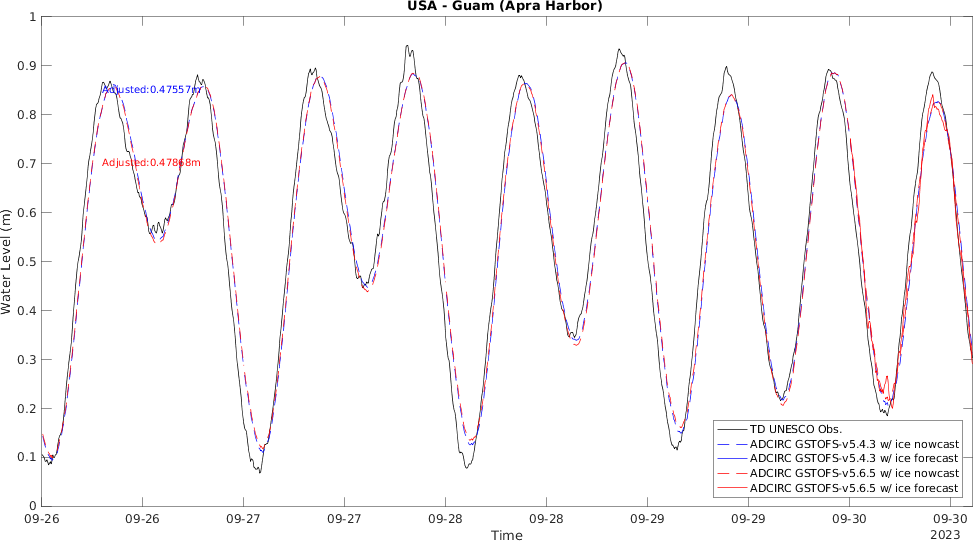 USA - Guam (Apra Harbor)
1
0.9
0.8
0.7
0.6
0.5
0.4
0.3
0.2
0.1
0
Water Level (m)
Adjusted:0.47557m
Adjusted:0.47868m
TD UNESCO Obs.
ADCIRC GSTOFS-v5.4.3 w/ ice nowcast
ADCIRC GSTOFS-v5.4.3 w/ ice forecast
ADCIRC GSTOFS-v5.6.5 w/ ice nowcast
ADCIRC GSTOFS-v5.6.5 w/ ice forecast
09-26 09-26 09-27 09-27 09-28 09-28 09-29 09-29 09-30 09-30
2023
Time